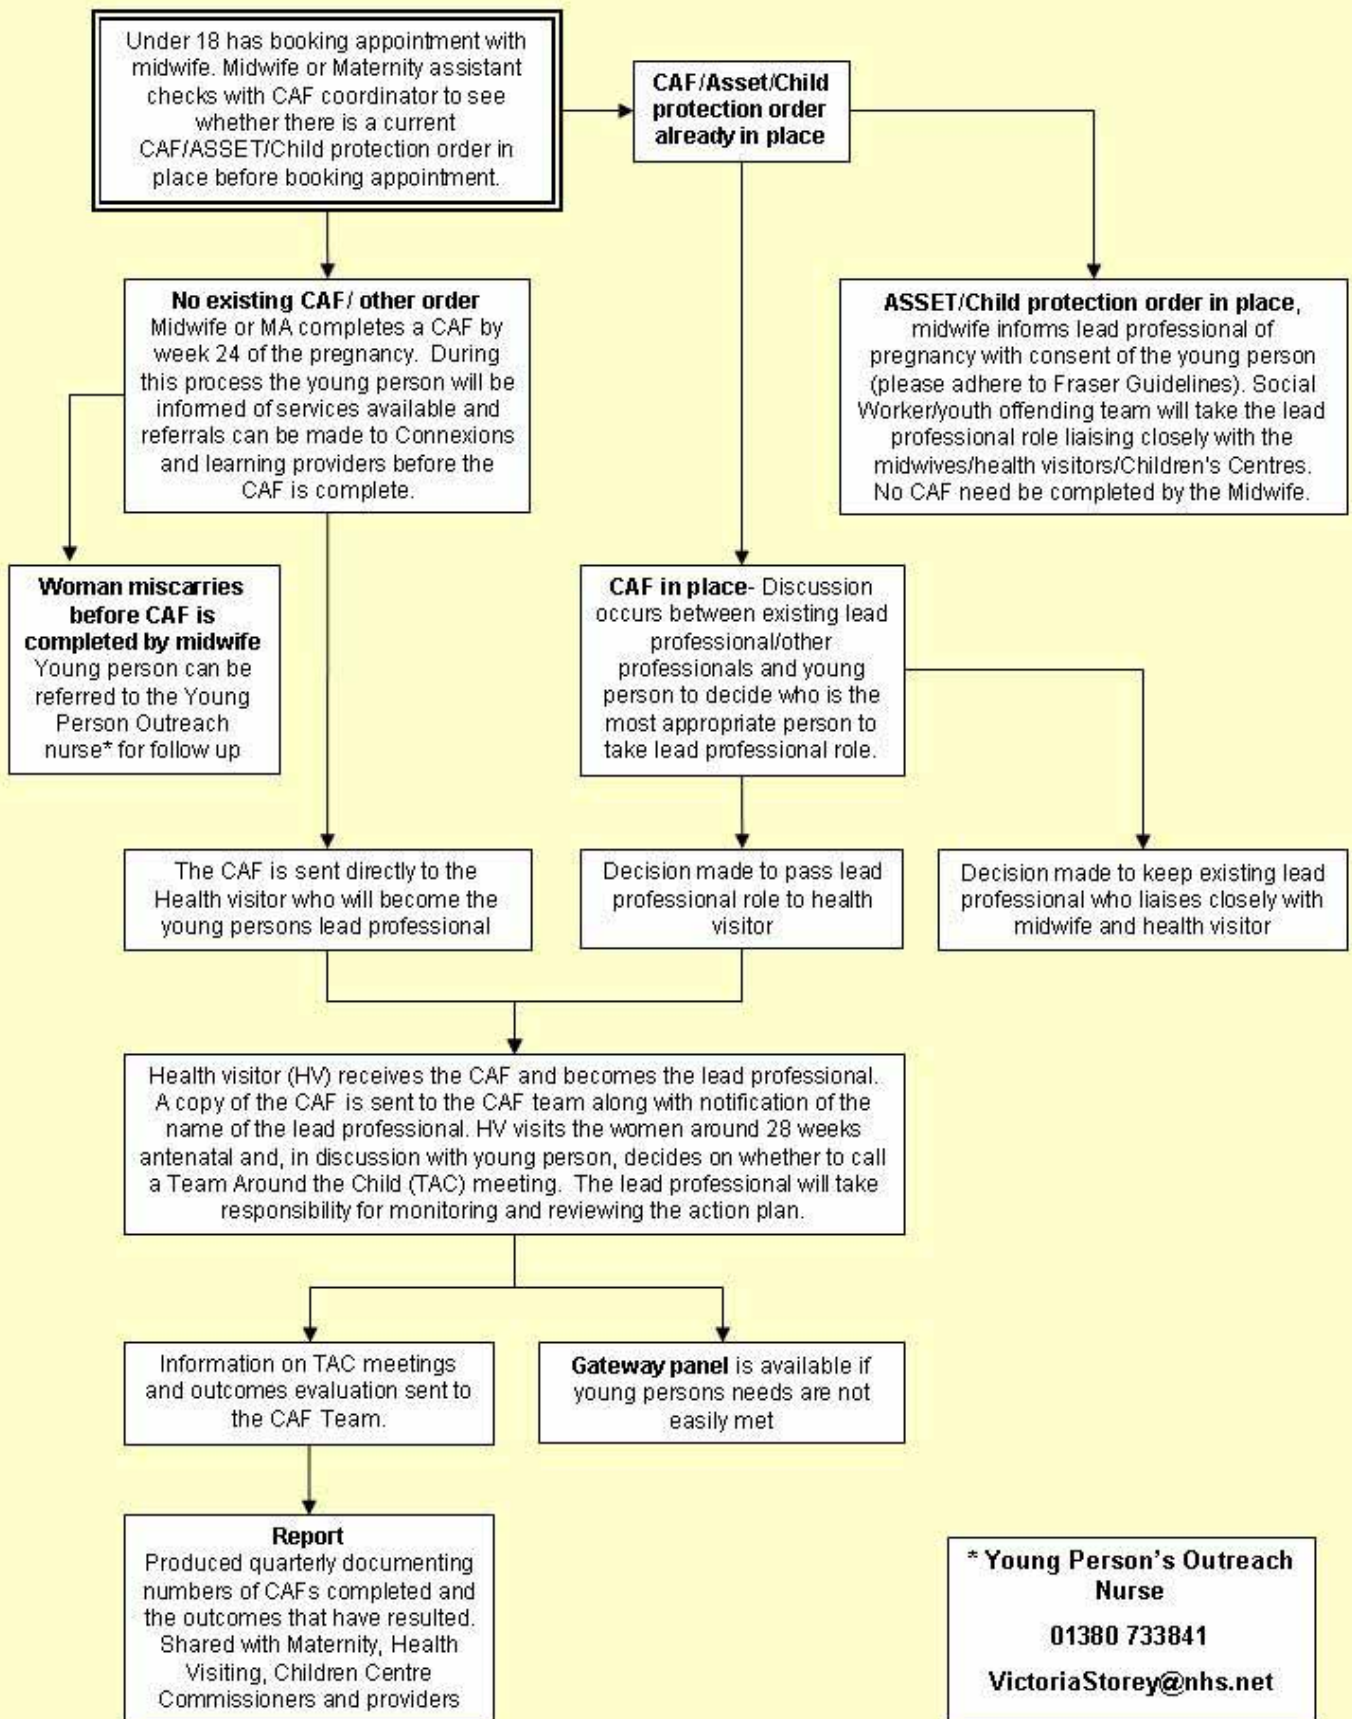 Under 18 has booking appointment with
midwife. Midwife or Maternity assistant
checks with CAF coordinator to see
whether there is a current
CAF/ASSET/Child protection order in
place before booking appointment.
CAF/Asset/Child
protection order
already in place
No existing CAF/ other order
Midwife or MA completes a CAF by
week 24 of the pregnancy. During
this process the young person will be
informed of services available and
referrals can be made to Connexions
and learning providers before the
CAF is complete.
ASSET/Child protection order in place,
midwife informs lead professional of
pregnancy with consent of the young person
(please adhere to Fraser Guidelines). Social
Worker/youth offending team will take the lead
professional role liaising closely with the
midwives/health visitors/Children's Centres.
No CAF need be completed by the Midwife.
Woman miscarries
before CAF is
completed by midwife
Young person can be
referred to the Young
Person Outreach
nurse* for follow up
CAF in place- Discussion
occurs between existing lead
professional/other
professionals and young
person to decide who is the
most appropriate person to
take lead professional role.
The CAF is sent directly to the
Health visitor who will become the
young persons lead professional
Decision made to pass lead
professional role to health
visitor
Decision made to keep existing lead
professional who liaises closely with
midwife and health visitor
Health visitor (HV) receives the CAF and becomes the lead professional.
A copy of the CAF is sent to the CAF team along with notification of the
name of the lead professional. HV visits the women around 28 weeks
antenatal and, in discussion with young person, decides on whether to call
a Team Around the Child (TAC) meeting. The lead professional will take
responsibility for monitoring and reviewing the action plan.
Information on TAC meetings
and outcomes evaluation sent to
the CAF Team.
Gateway panel is available if
young persons needs are not
easily met
Report
Produced quarterly documenting
numbers of CAFs completed and
the outcomes that have resulted.
Shared with Maternity, Health
Visiting, Children Centre
Commissioners and providers
* Young Person's Outreach
Nurse
01380 733841
VictoriaStorey@nhs.net